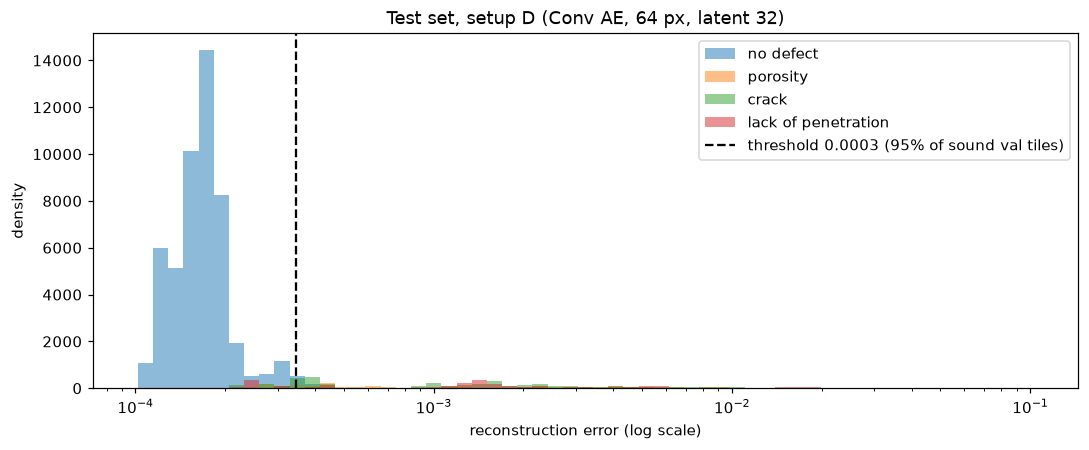 Test set, setup D (Conv AE, 64 px, latent 32)
no defect
porosity
crack
lack of penetration
threshold 0.0003 (95% of sound val tiles)
density
14000
12000
10000
8000
6000
4000
2000
0
10⁻⁴
10⁻³
10⁻²
10⁻¹
reconstruction error (log scale)